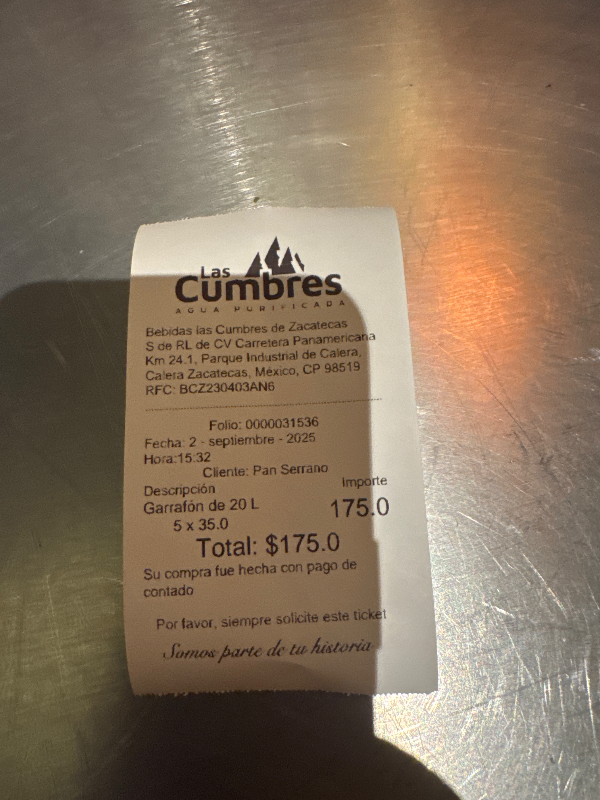 Las
Cumbres
AGUA PURIFICADA
Bebidas las Cumbres de Zacatecas
S de RL de CV Carretera Panamericana
Km 24.1, Parque Industrial de Calera,
Calera Zacatecas, México, CP 98519
RFC: BCZ230403AN6
Folio: 0000031536
Fecha: 2 - septiembre - 2025
Hora:15:32
Cliente: Pan Serrano
Descripción Importe
Garrafón de 20 L 175.0
5 x 35.0
Total: $175.0
Su compra fue hecha con pago de
contado
Por favor, siempre solicite este ticket
Somos parte de tu historia